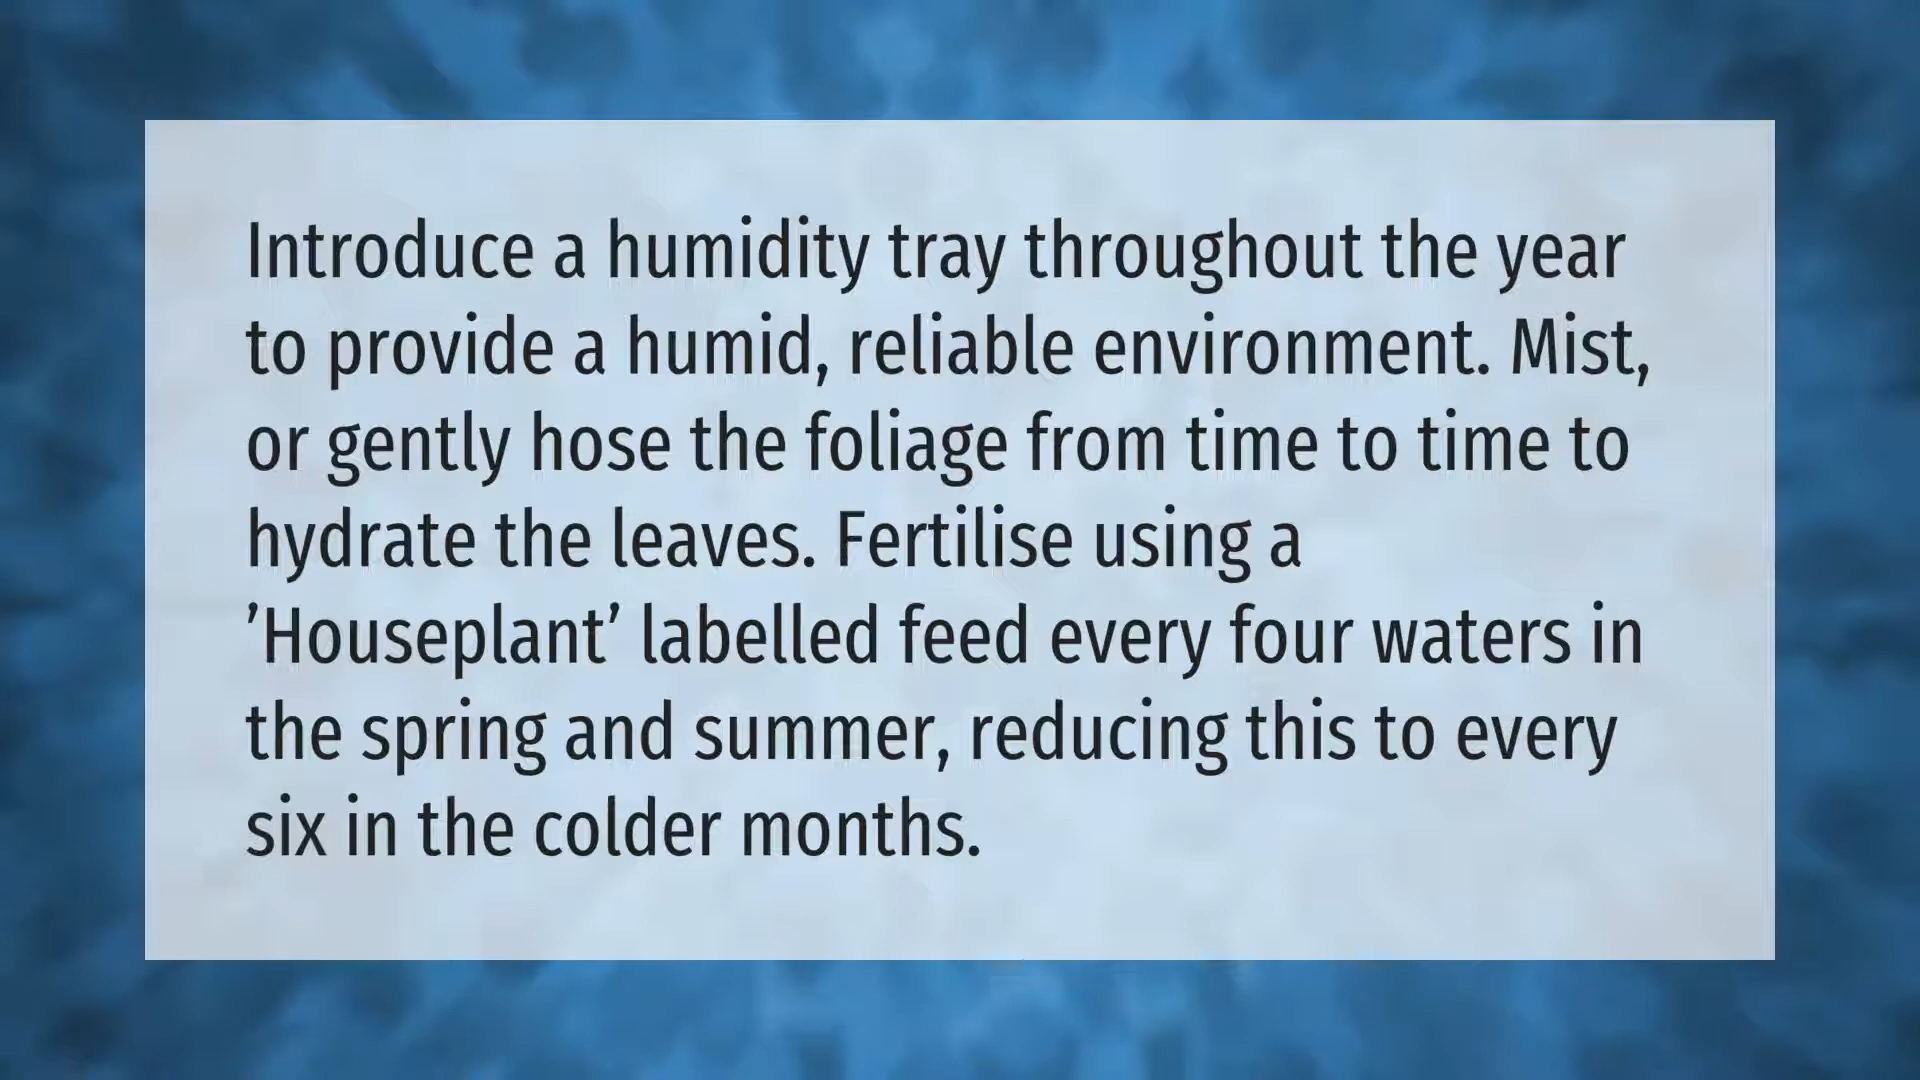 Introduce a humidity tray throughout the year
to provide a humid, reliable environment. Mist,
or gently hose the foliage from time to time to
hydrate the leaves. Fertilise using a
’Houseplant’ labelled feed every four waters in
the spring and summer, reducing this to every
six in the colder months.